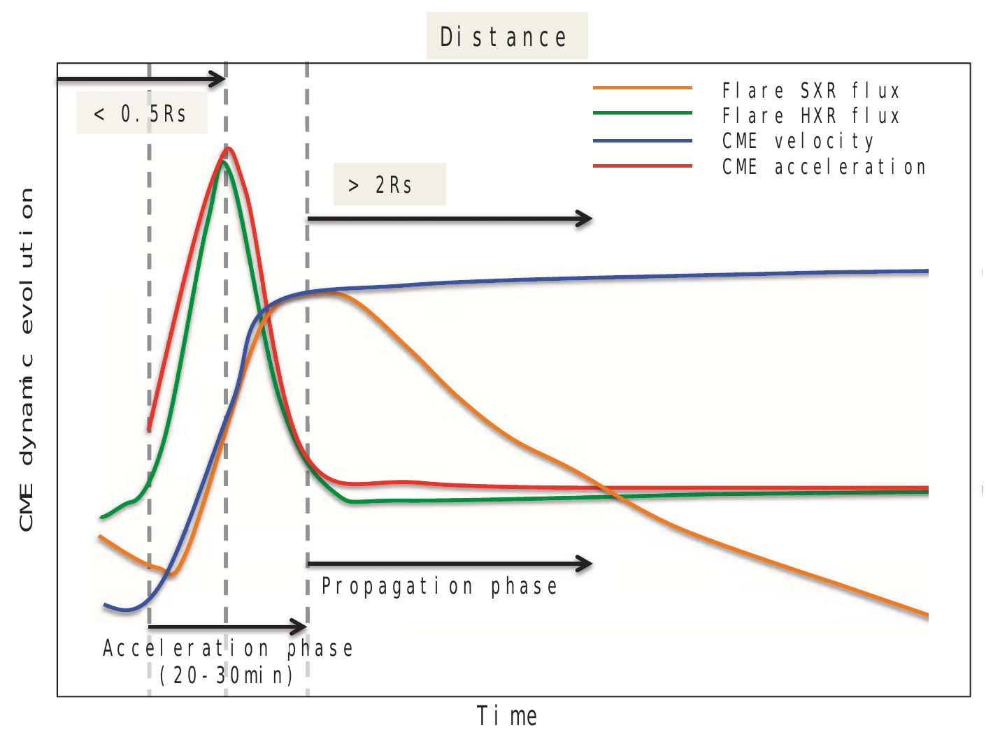 Distance
< 0.5Rs
Flare SXR flux
Flare HXR flux
CME velocity
CME acceleration
> 2Rs
CME dynamic evolution
Propagation phase
Acceleration phase
(20-30min)
Time